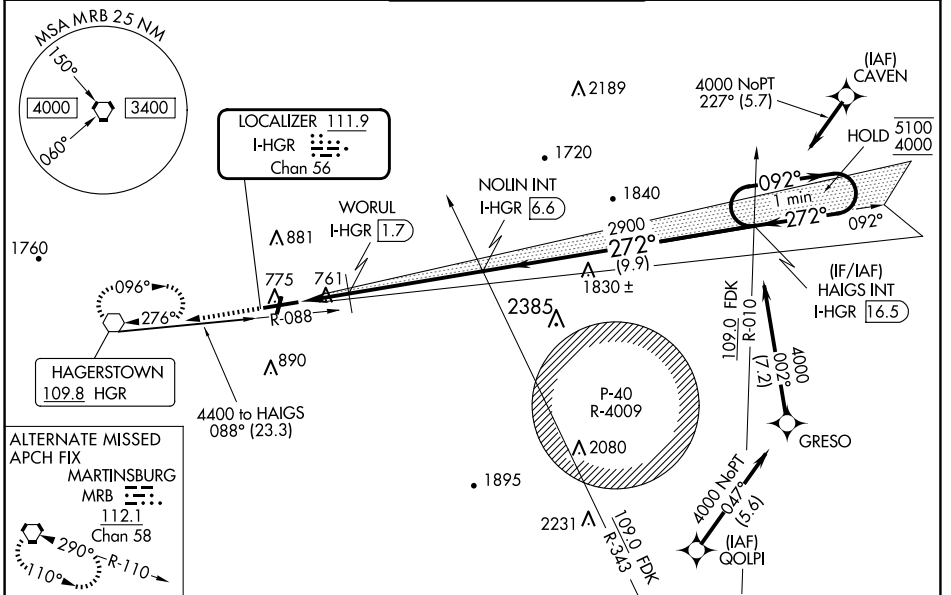 MSA MRB 25 NM
150°
4000
3400
060°
LOCALIZER 111.9
I-HGR
Chan 56
2189
4000 NoPT
227° (5.7)
(IAF)
CAVEN
HOLD
5100
4000
1720
1840
NOLIN INT
I-HGR 6.6
092°
1 min
272°
092°
WORUL
I-HGR 1.7
2900
272°
(9.9)
1830 ±
1760
881
775
761
096°
276°
R-088
HAGERSTOWN
109.8 HGR
890
4400 to HAIGS
088° (23.3)
2385
P-40
R-4009
(IF/IAF)
HAIGS INT
I-HGR 16.5
109.0 FDK
R-010
4000
002°
(7.2)
GRESO
2080
1895
2231
109.0 FDK
R-343
4000 NoPT
047°
(5.6)
(IAF)
QOLPI
ALTERNATE MISSED
APCH FIX
MARTINSBURG
MRB
112.1
Chan 58
290°
R-110
110°